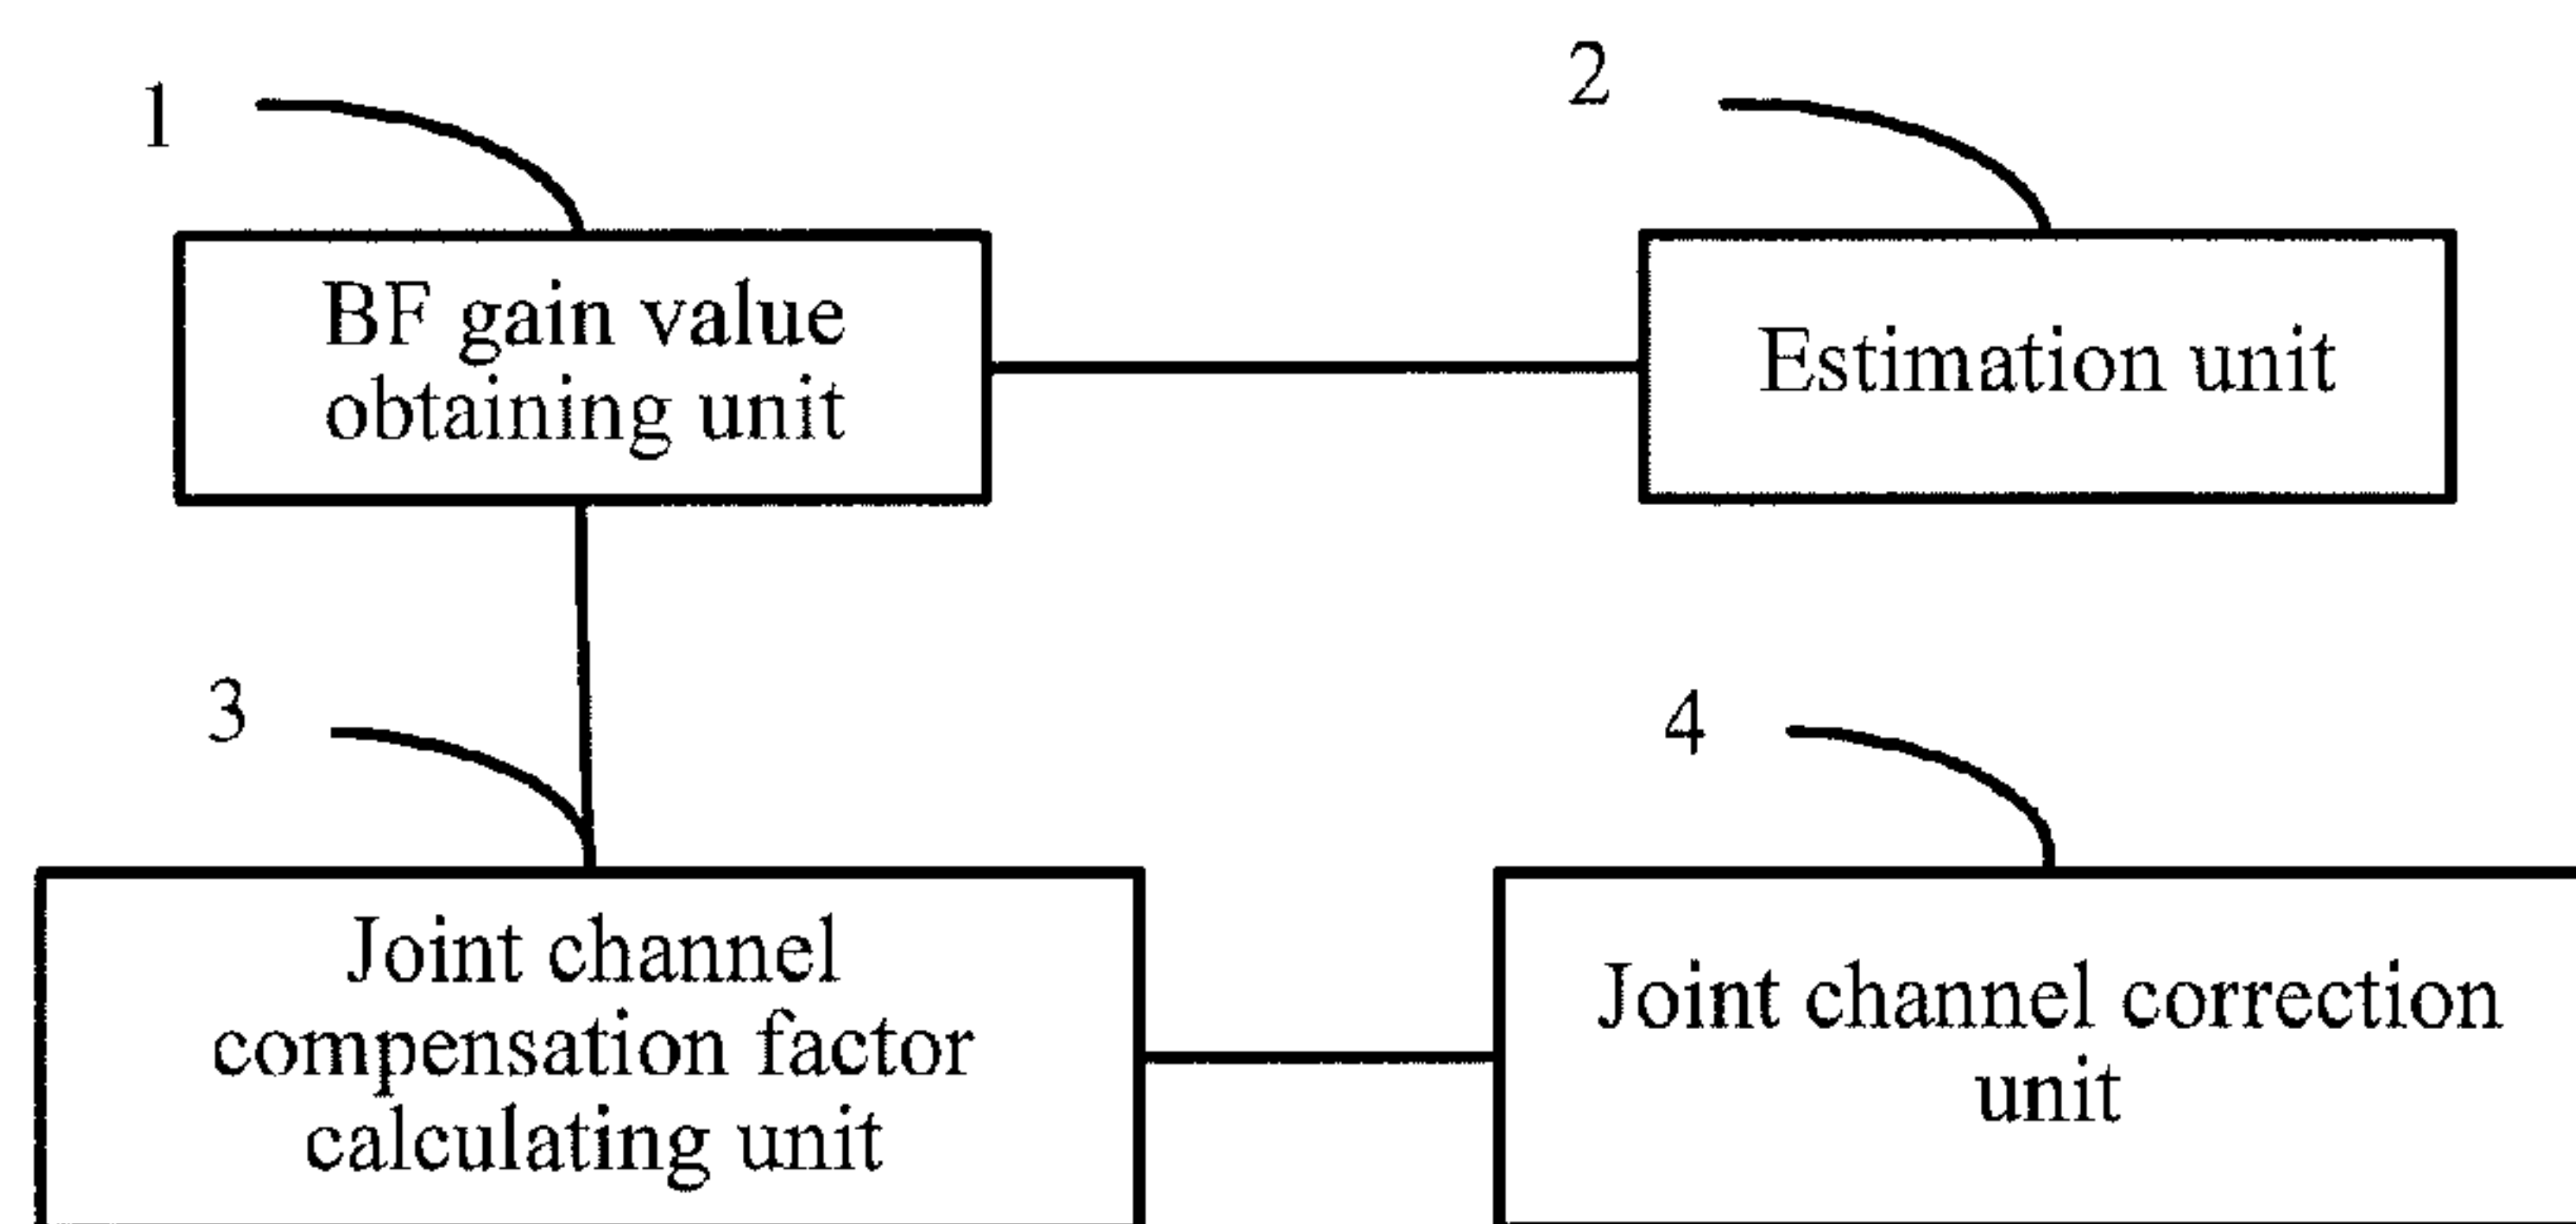 1
2
BF gain value
obtaining unit
Estimation unit
3
4
Joint channel
compensation factor
calculating unit
Joint channel correction
unit